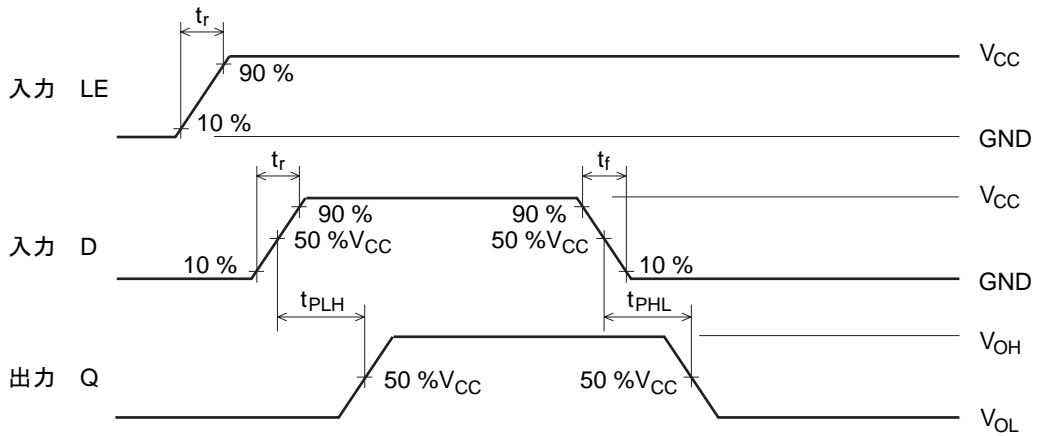 tr
入力 LE
90 %
10 %
VCC
GND
tr
tf
入力 D
90 %
50 %VCC
10 %
90 %
50 %VCC
10 %
VCC
GND
tPLH
tPHL
出力 Q
50 %VCC
50 %VCC
VOH
VOL